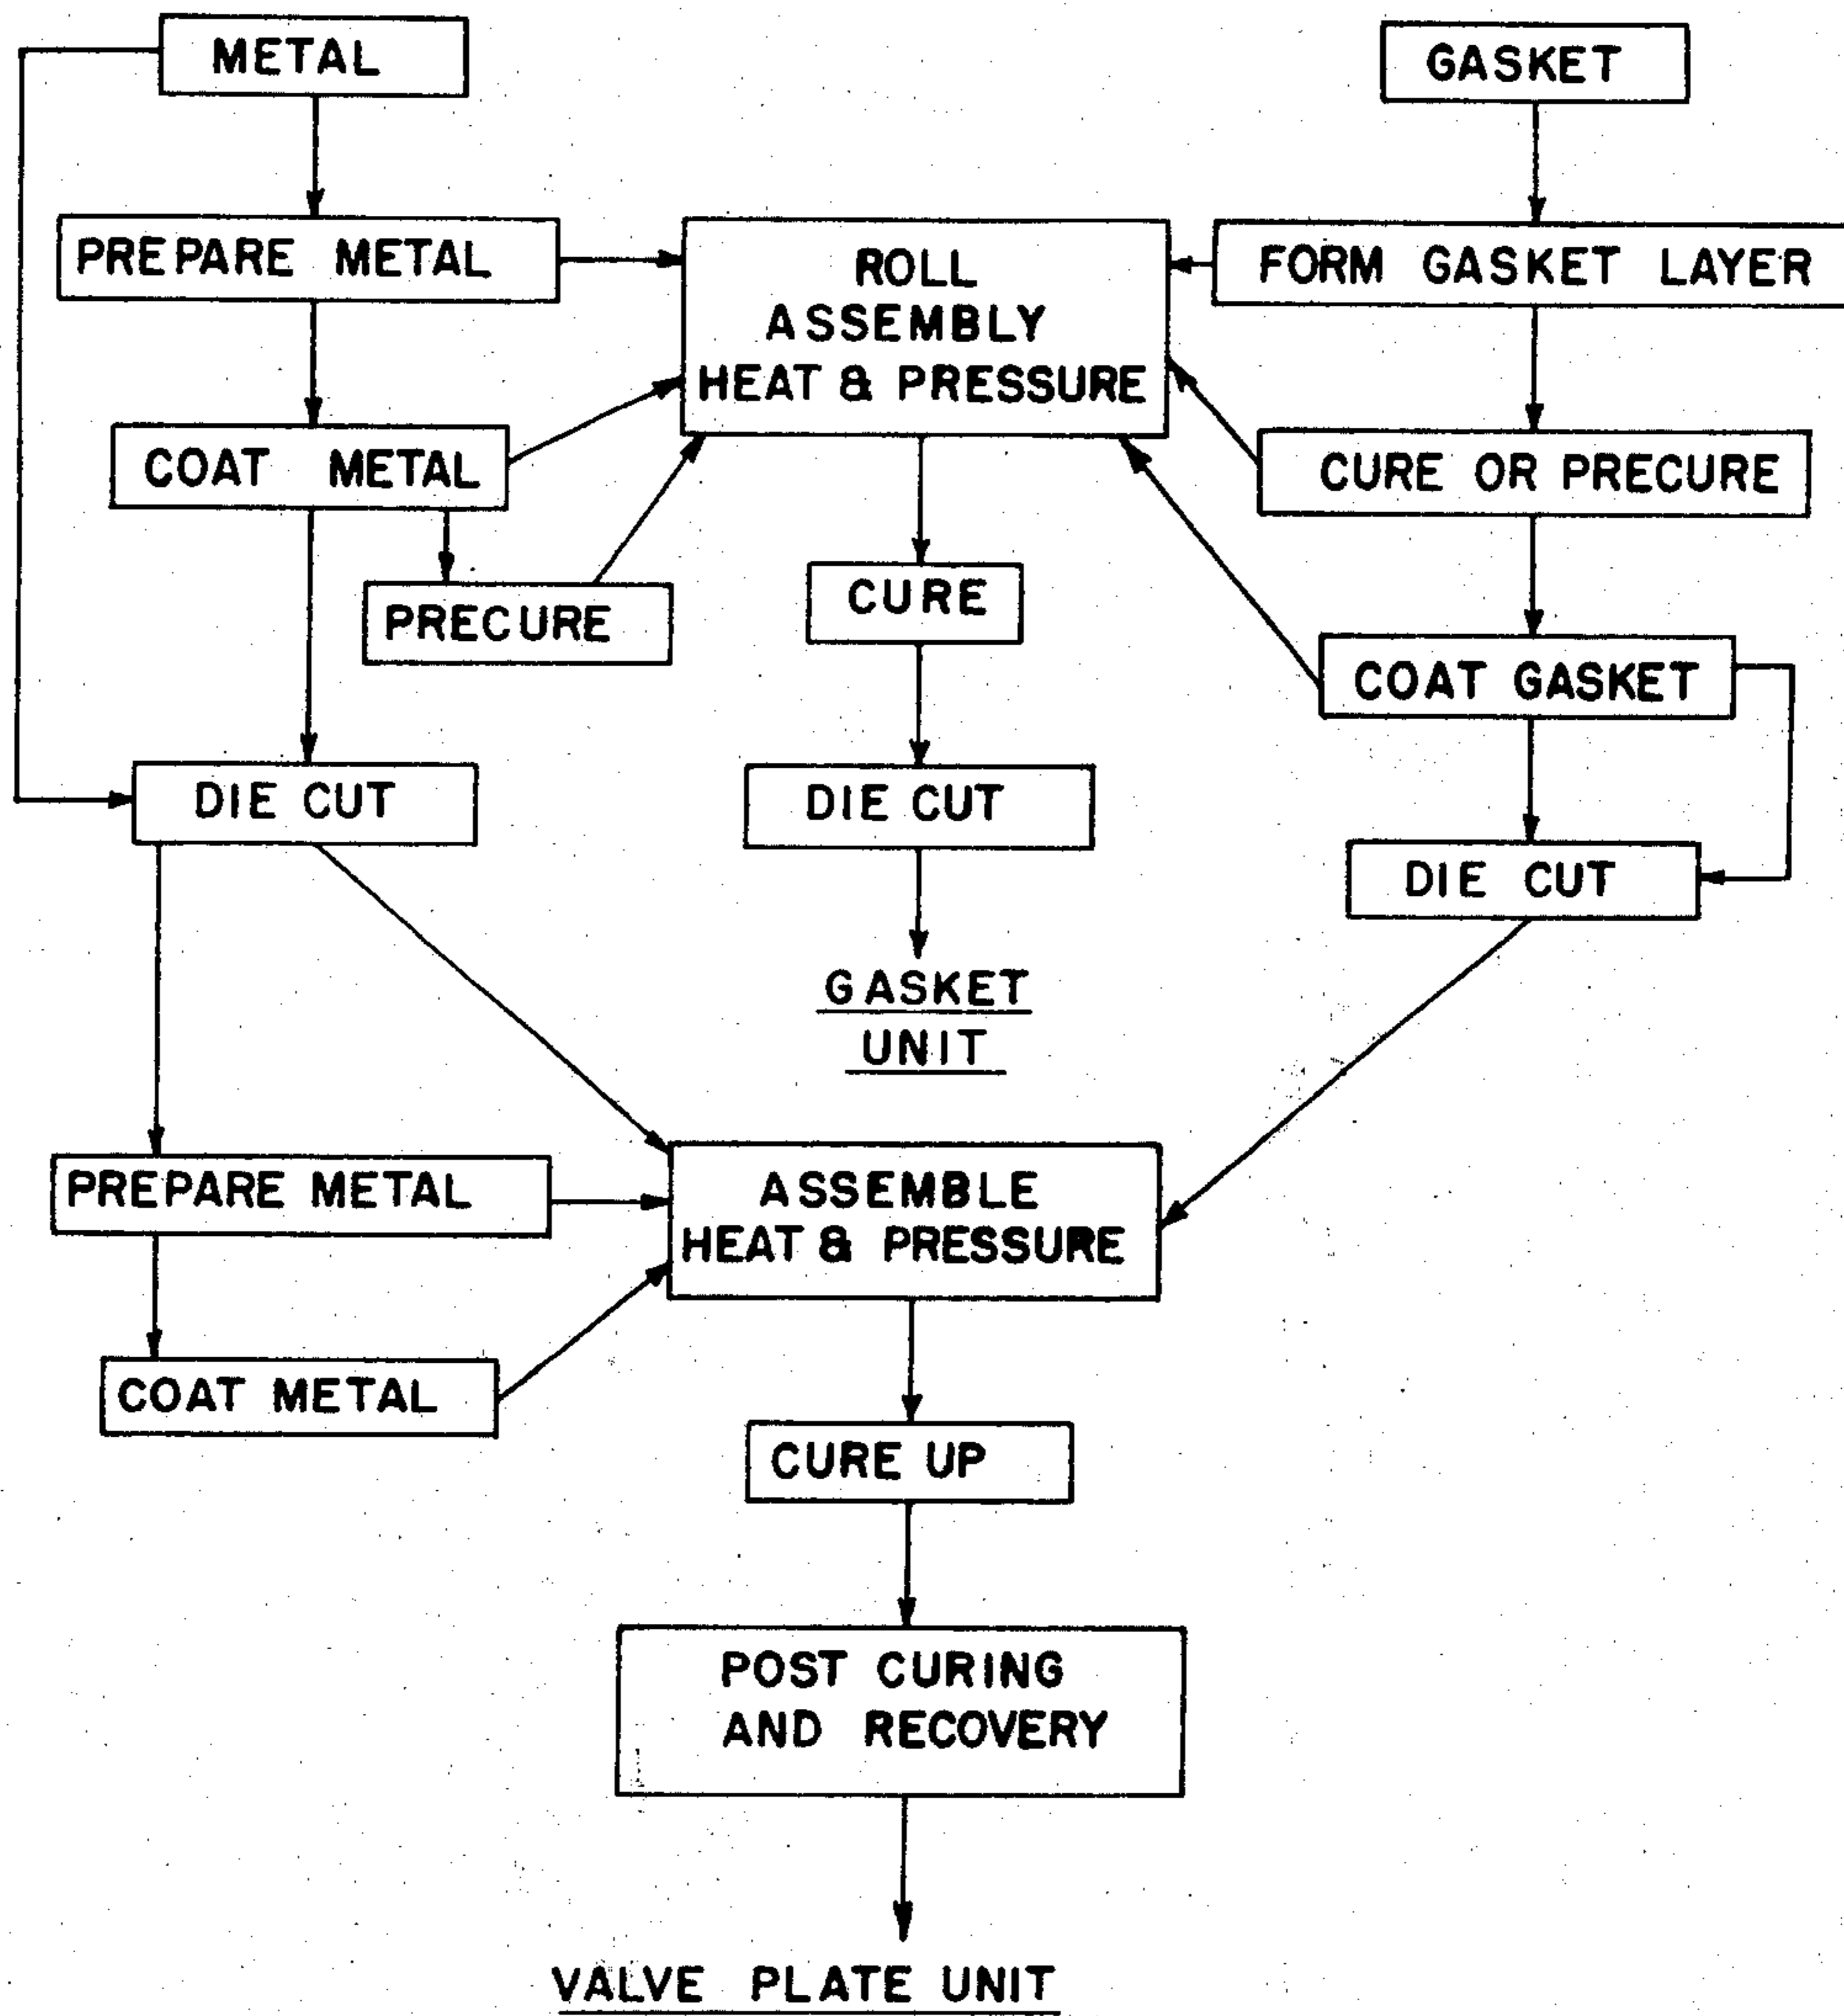 METAL
GASKET
PREPARE METAL
ROLL
ASSEMBLY
HEAT & PRESSURE
FORM GASKET LAYER
COAT METAL
CURE OR PRECURE
PRECURE
CURE
COAT GASKET
DIE CUT
DIE CUT
DIE CUT
GASKET
UNIT
PREPARE METAL
ASSEMBLE
HEAT & PRESSURE
COAT METAL
CURE UP
POST CURING
AND RECOVERY
VALVE PLATE UNIT